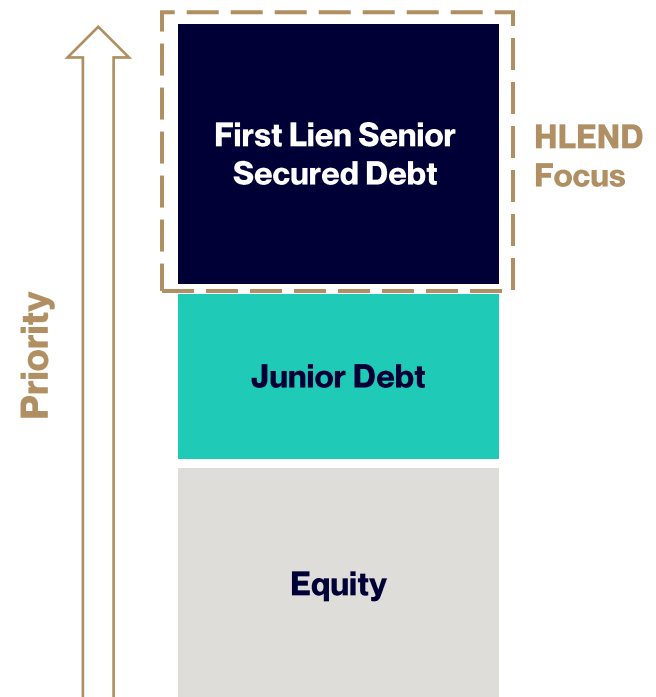 First Lien Senior
Secured Debt
HLEND
Focus
Priority
Junior Debt
Equity